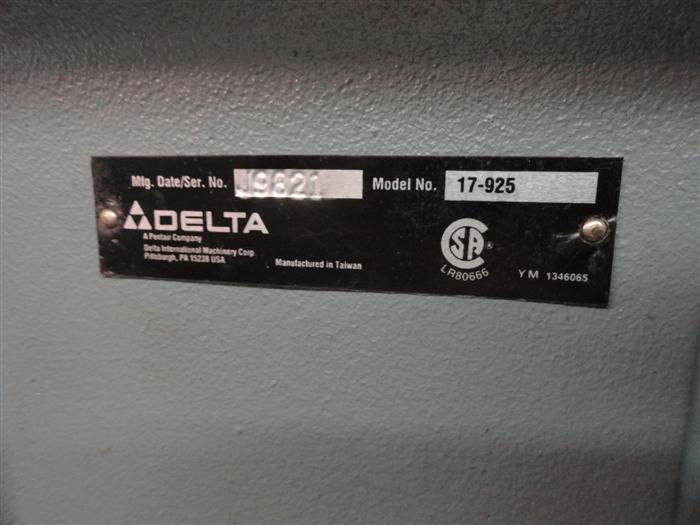 Mfg. Date/Ser. No. J9821 Model No. 17-925
DELTA
A Pentair Company
Delta International Machinery Corp.
Pittsburgh, PA 15238 USA
Manufactured in Taiwan
SA ®
LR80666
YM 1346065